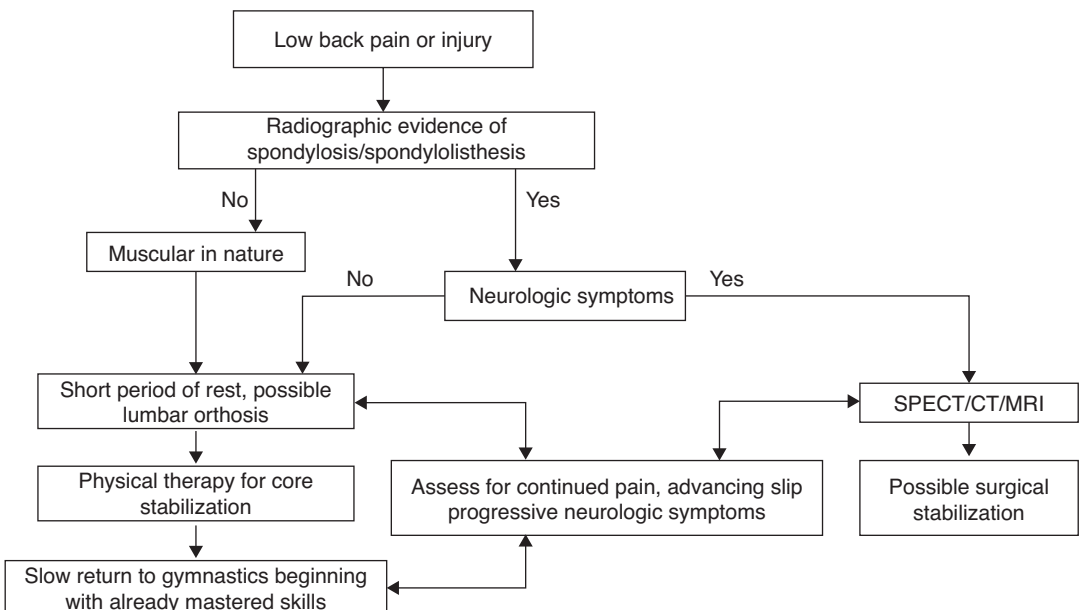 Low back pain or injury
Radiographic evidence of
spondylosis/spondylolisthesis
No
Yes
Muscular in nature
No
Neurologic symptoms
Yes
Short period of rest, possible
lumbar orthosis
SPECT/CT/MRI
Physical therapy for core
stabilization
Assess for continued pain, advancing slip
progressive neurologic symptoms
Possible surgical
stabilization
Slow return to gymnastics beginning
with already mastered skills